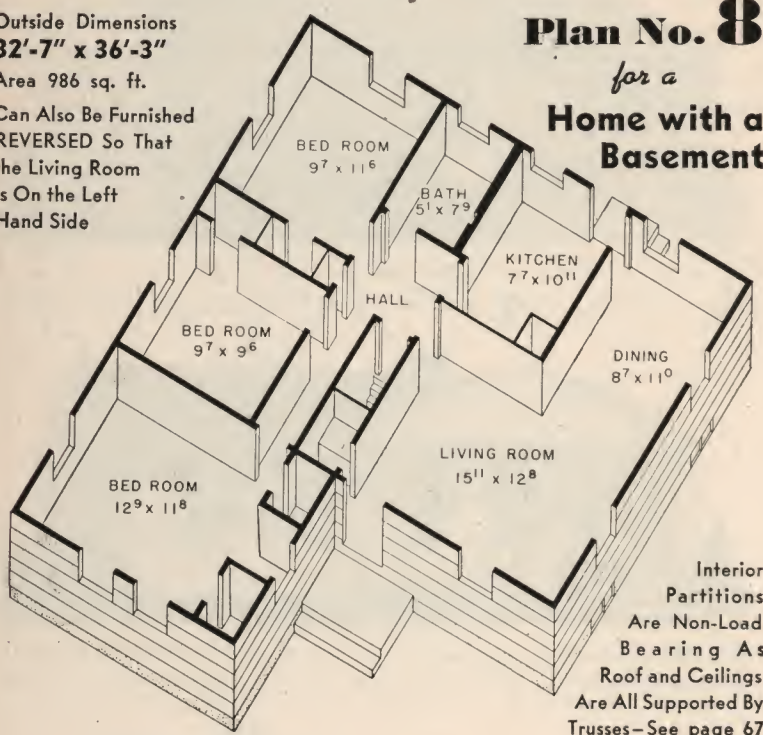 Outside Dimensions
32'-7" x 36'-3"
Area 986 sq. ft.
Can Also Be Furnished
REVERSED So That
he Living Room
s On the Left
Hand Side
Plan No. 8
for a
Home with a
Basement
BED ROOM
9⁷ x 11⁶
BATH
5¹ x 7⁹
KITCHEN
7⁷ x 10¹¹
HALL
BED ROOM
9⁷ x 9⁶
DINING
8⁷ x 11⁰
LIVING ROOM
15¹¹ x 12⁸
BED ROOM
12⁹ x 11⁸
Interior
Partitions
Are Non-Load
Bearing As
Roof and Ceilings
Are All Supported By
Trusses–See page 67